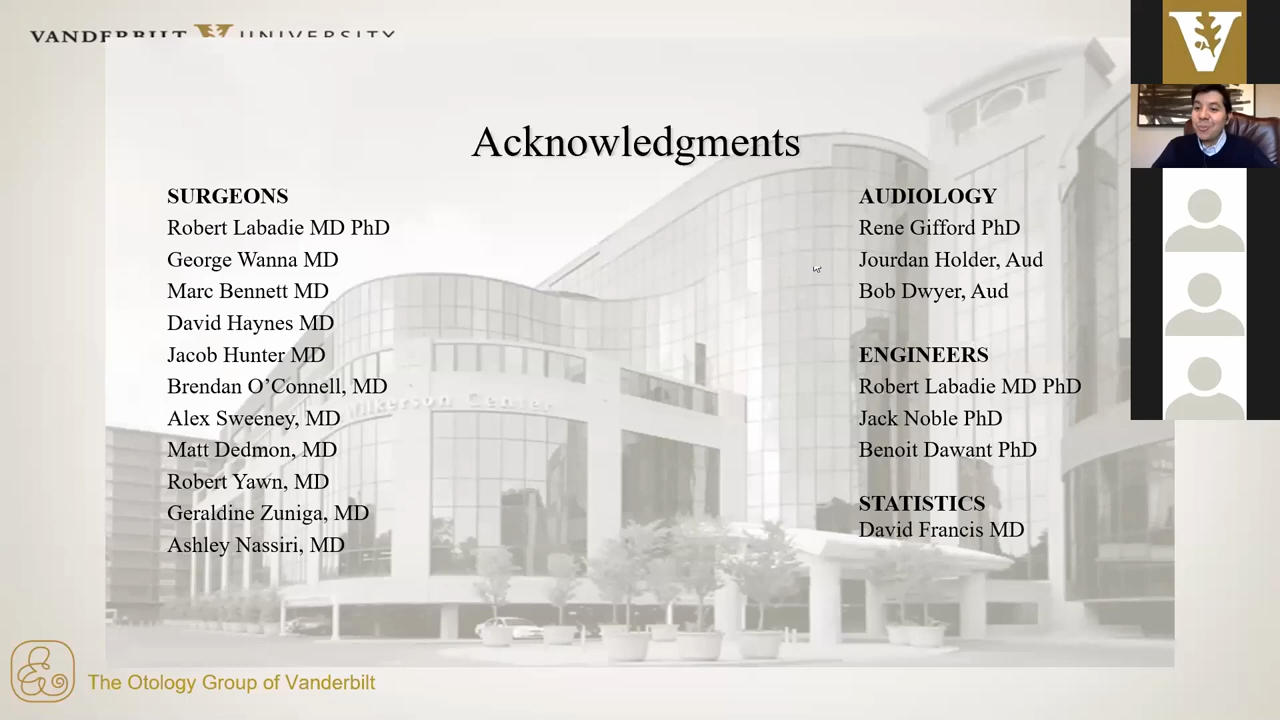 VANDERBILT UNIVERSITY
Acknowledgments
SURGEONS
Robert Labadie MD PhD
George Wanna MD
Marc Bennett MD
David Haynes MD
Jacob Hunter MD
Brendan O’Connell, MD
Alex Sweeney, MD
Matt Dedmon, MD
Robert Yawn, MD
Geraldine Zuniga, MD
Ashley Nassiri, MD
AUDIOLOGY
Rene Gifford PhD
Jourdan Holder, Aud
Bob Dwyer, Aud
ENGINEERS
Robert Labadie MD PhD
Jack Noble PhD
Benoit Dawant PhD
STATISTICS
David Francis MD
Wilkerson Center
The Otology Group of Vanderbilt
V